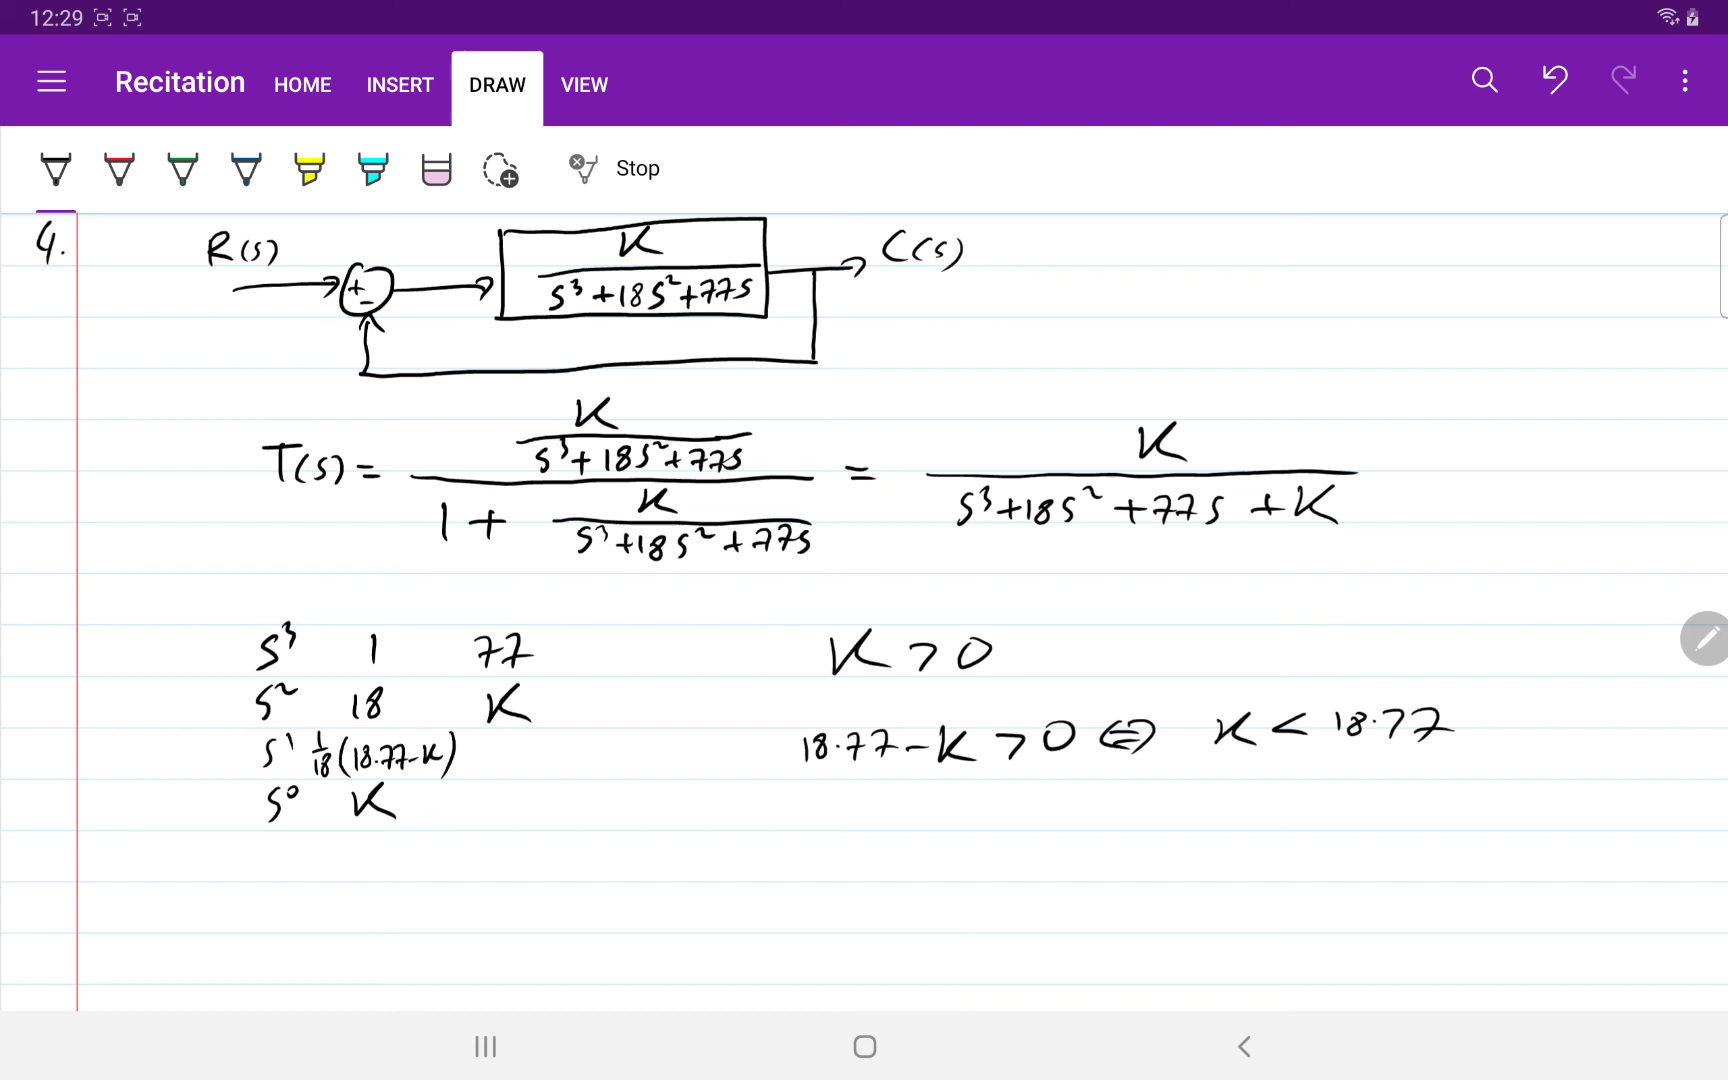 12:29
Recitation HOME INSERT DRAW VIEW
Stop
4.
R(s) + - K / s³+18s²+77s C(s)
T(s) = (K / s³+18s²+77s) / (1 + K / s³+18s²+77s) = K / s³+18s²+77s+K
s³ 1 77 K > 0
s² 18 K
s¹ 1/18 (18·77-K) 18·77-K > 0 ⇔ K < 18·77
s⁰ K